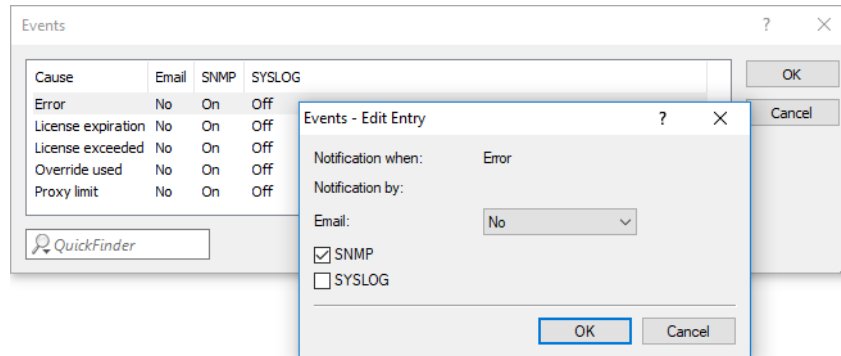 Events
Cause Email SNMP SYSLOG
Error No On Off
License expiration No On Off
License exceeded No On Off
Override used No On Off
Proxy limit No On Off
QuickFinder
OK
Cancel
Events - Edit Entry
Notification when: Error
Notification by:
Email: No
SNMP
SYSLOG
OK Cancel